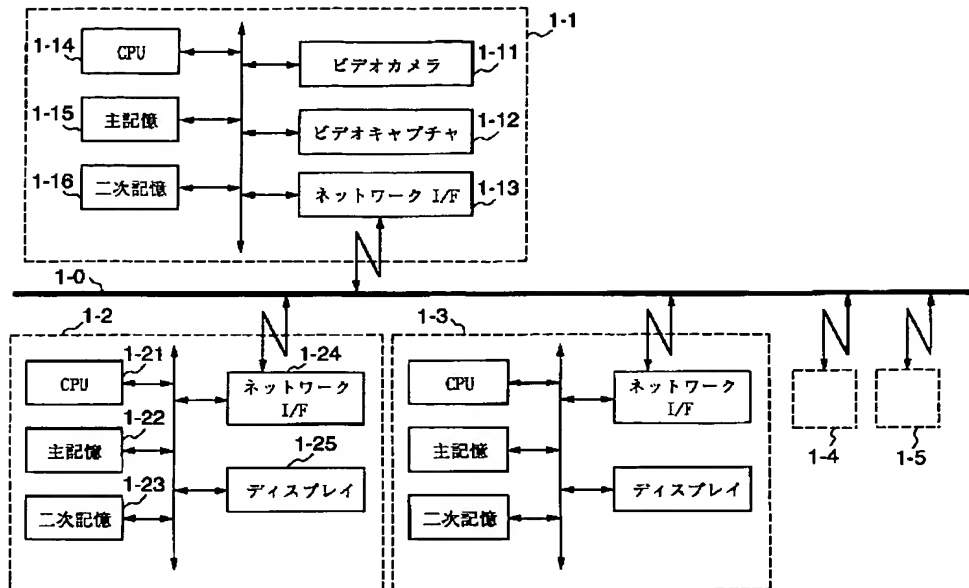 1-1
1-14
CPU
ビデオカメラ
1-11
1-15
主記憶
ビデオキャプチャ
1-12
1-16
二次記憶
ネットワーク I/F
1-13
1-0
1-2
1-21
CPU
1-24
ネットワーク
I/F
1-22
主記憶
1-25
ディスプレイ
1-23
二次記憶
1-3
CPU
ネットワーク
I/F
主記憶
ディスプレイ
二次記憶
1-4
1-5